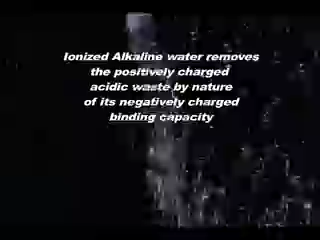 Ionized Alkaline water removes
the positively charged
acidic waste by nature
of its negatively charged
binding capacity